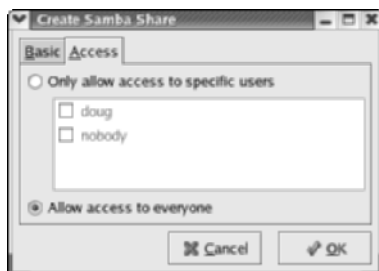 Create Samba Share
Basic Access
Only allow access to specific users
doug
nobody
Allow access to everyone
Cancel OK